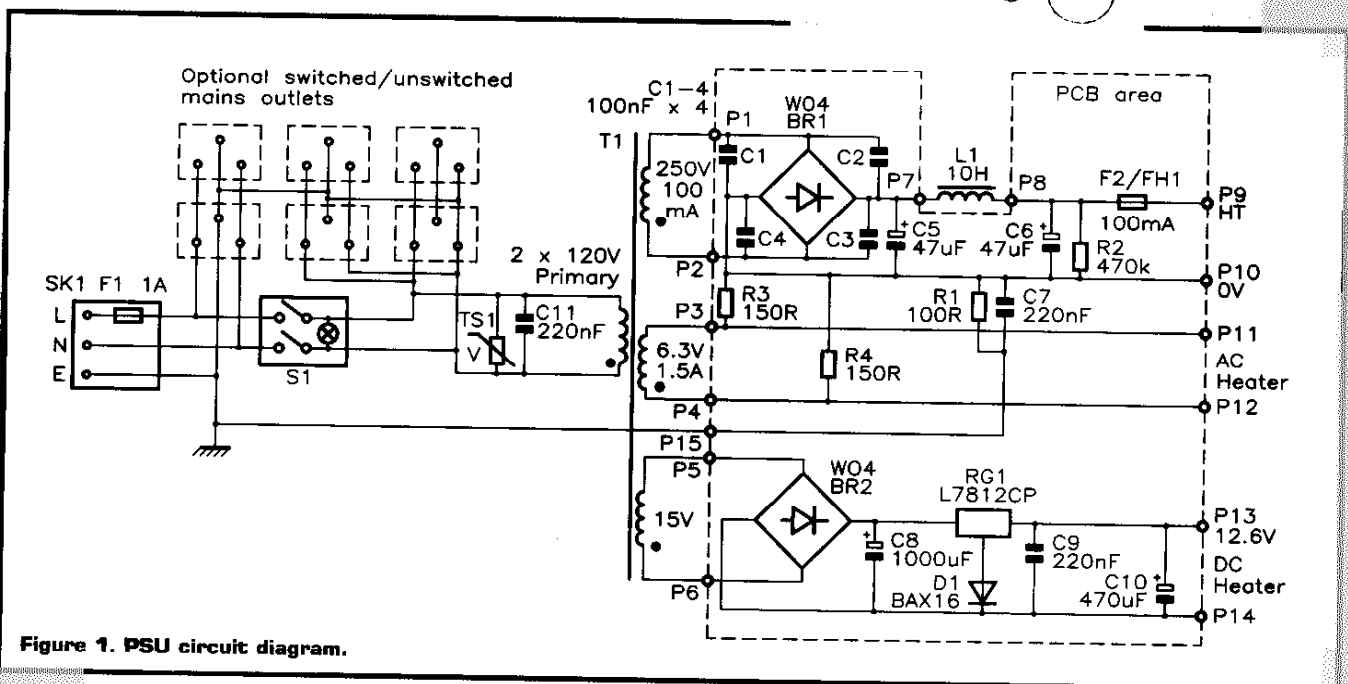 Optional switched/unswitched
mains outlets
C1-4
100nF x 4
P1
T1
WO4
BR1
PCB area
C1
C2
250V
100
mA
P7
L1
10H
P8
F2/FH1
100mA
P9
HT
C4
C3
C5
47uF
C6
47uF
R2
470k
P2
2 x 120V
Primary
P10
0V
SK1 F1 1A
L
N
E
S1
TS1
V
C11
220nF
P3
R3
150R
R1
100R
C7
220nF
P11
6.3V
1.5A
R4
150R
AC
Heater
P4
P12
P15
P5
WO4
BR2
RG1
L7812CP
15V
P13
12.6V
C8
1000uF
C9
220nF
D1
BAX16
C10
470uF
DC
Heater
P6
P14
Figure 1. PSU circuit diagram.